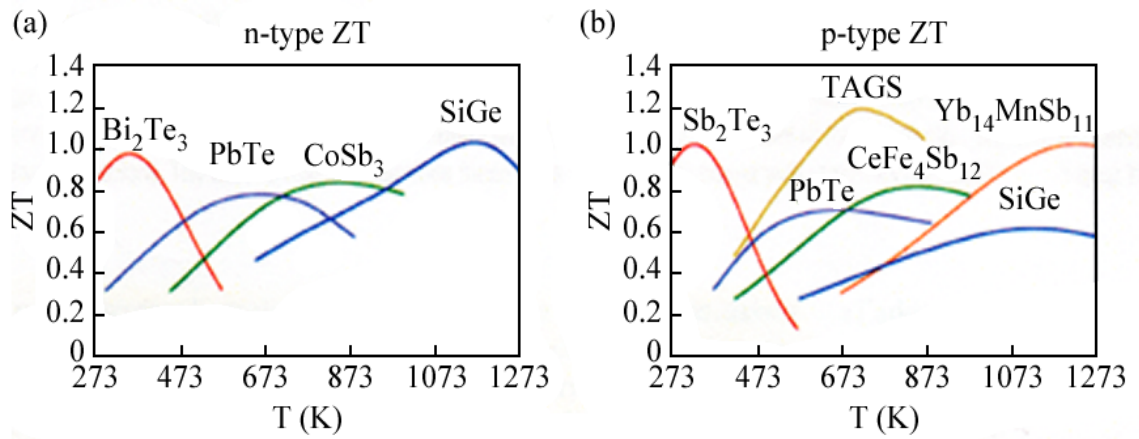 (a)
n-type ZT
ZT
1.4
1.2
1.0
0.8
0.6
0.4
0.2
0
Bi₂Te₃
PbTe
CoSb₃
SiGe
273 473 673 873 1073 1273
T (K)
(b)
p-type ZT
ZT
1.4
1.2
1.0
0.8
0.6
0.4
0.2
0
TAGS
Sb₂Te₃
Yb₁₄MnSb₁₁
CeFe₄Sb₁₂
PbTe
SiGe
273 473 673 873 1073 1273
T (K)